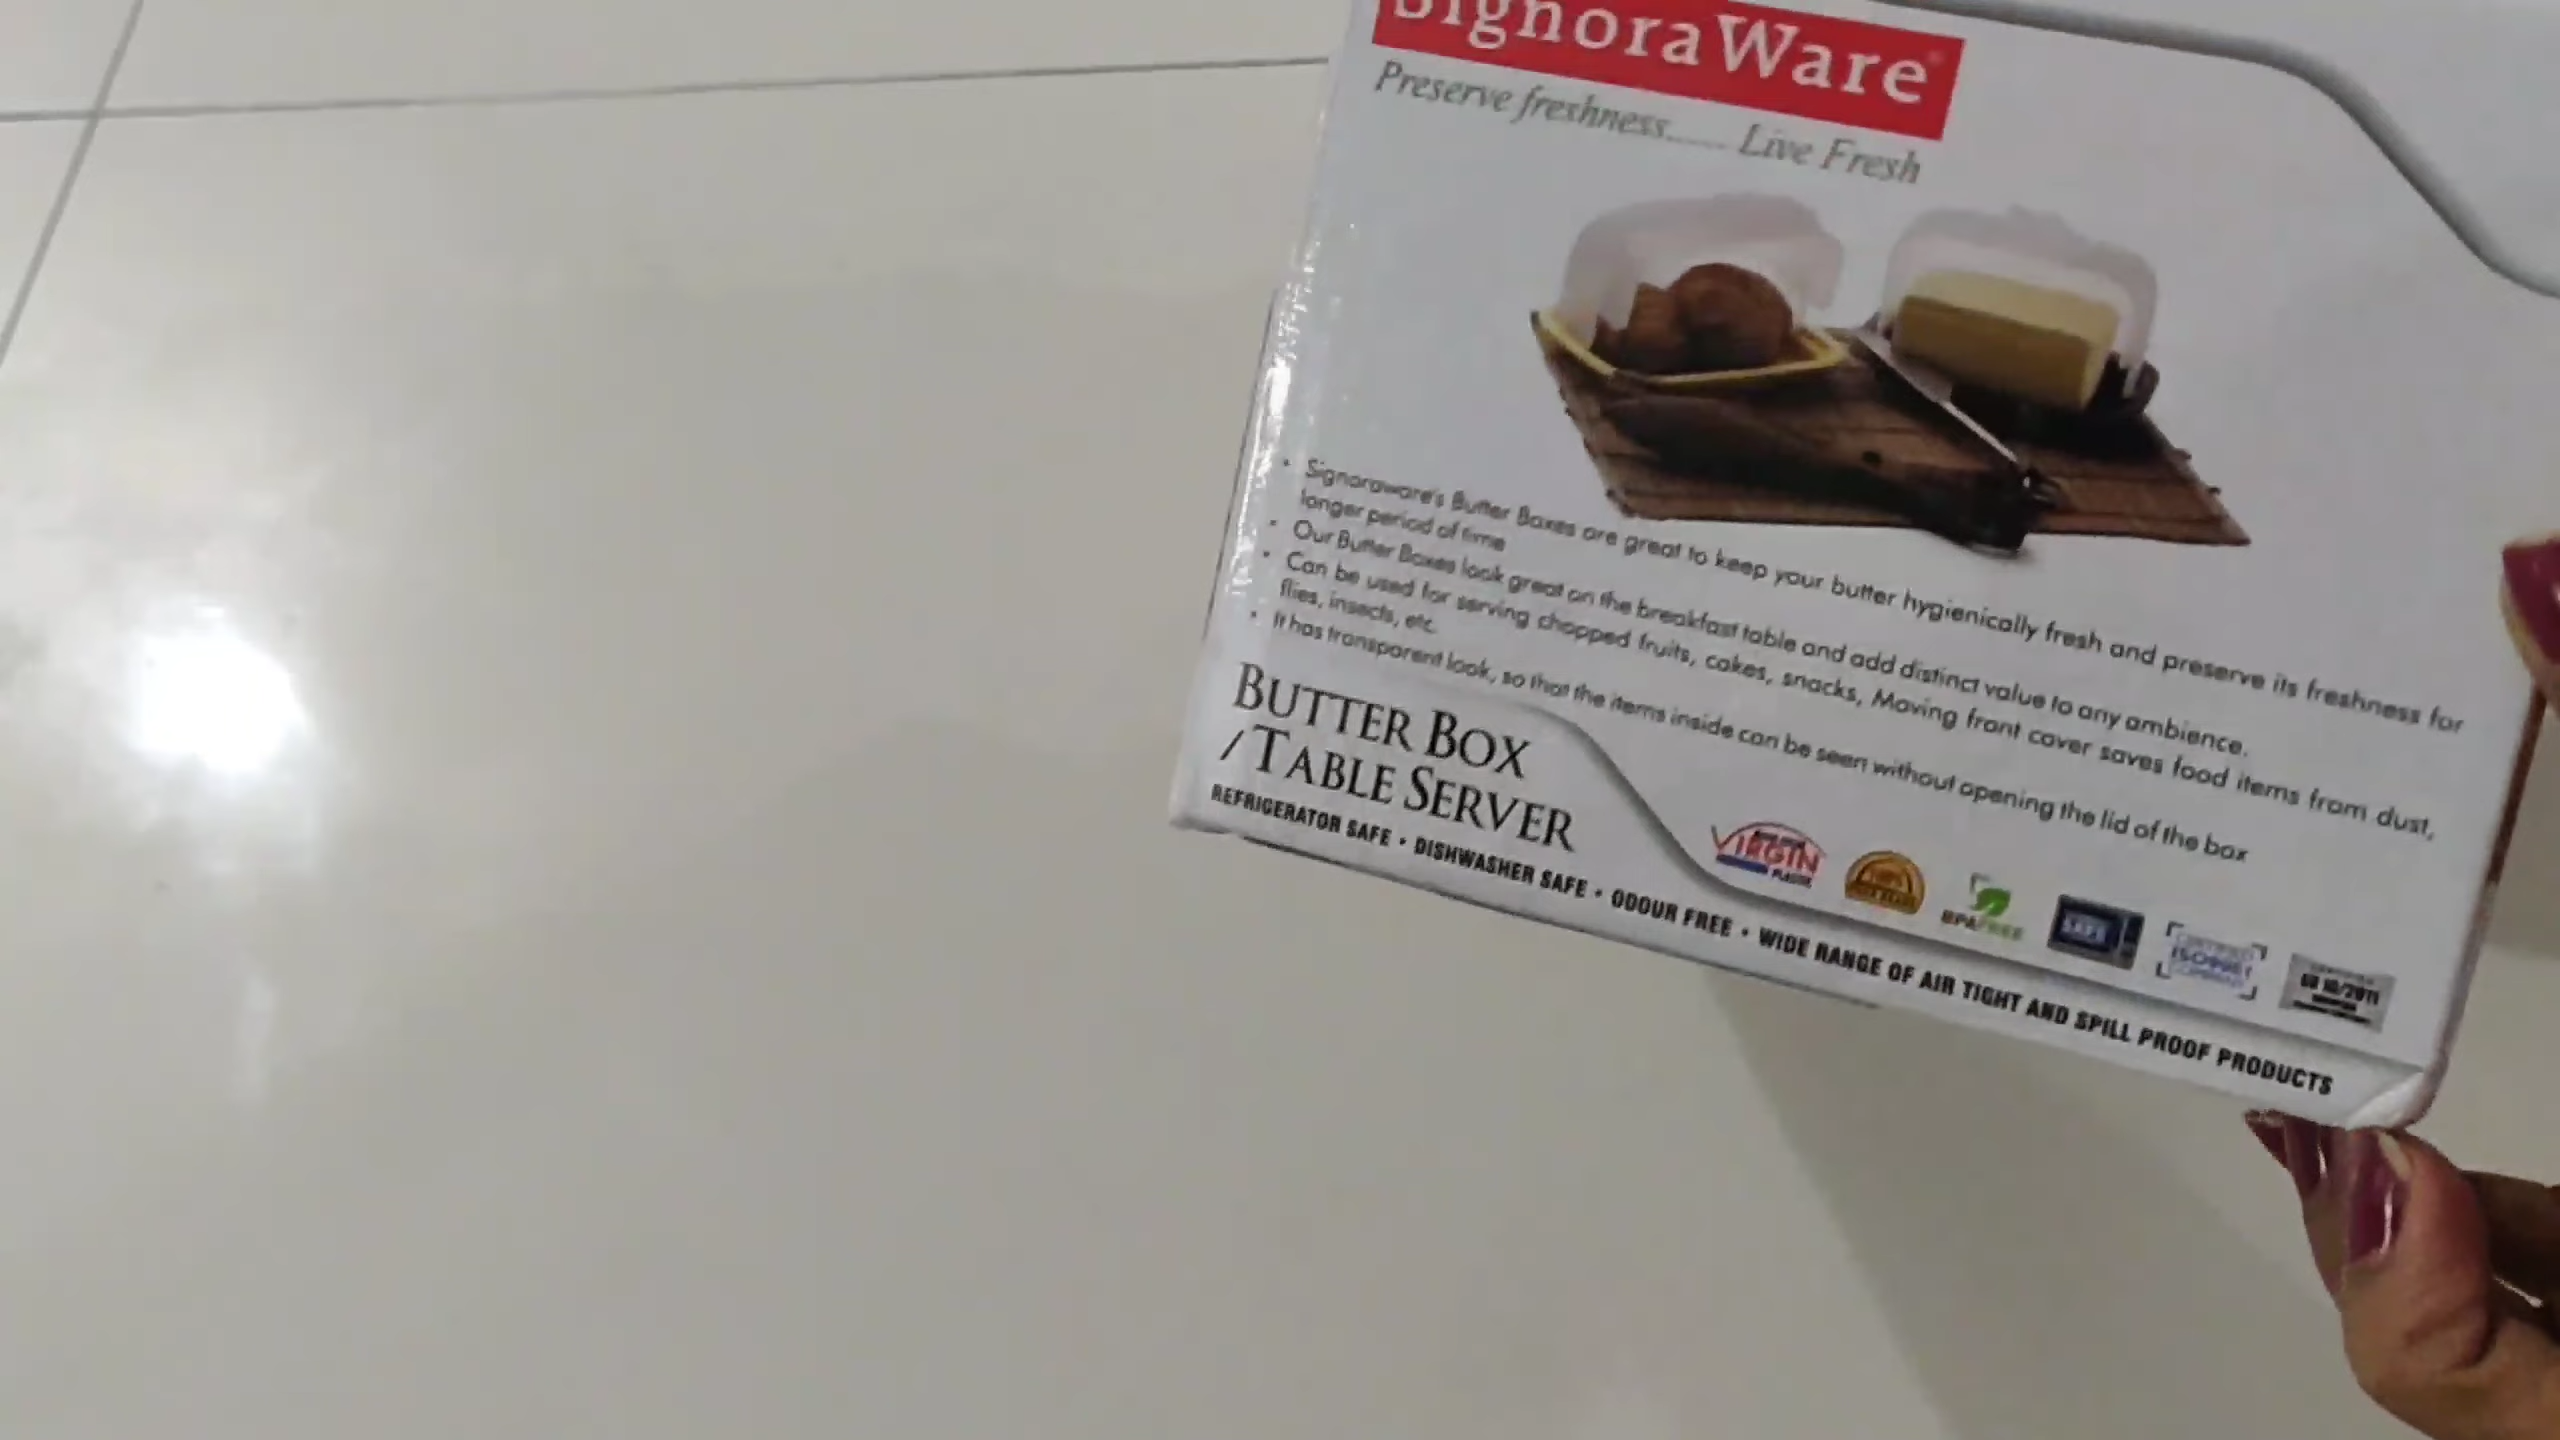 SignoraWare
Preserve freshness...... Live Fresh
• Signoraware's Butter Boxes are great to keep your butter hygienically fresh and preserve its freshness for
longer period of time
• Our Butter Boxes look great on the breakfast table and add distinct value to any ambience.
• Can be used for serving chopped fruits, cakes, snacks, Moving front cover saves food items from dust,
flies, insects, etc.
• It has transparent look, so that the items inside can be seen without opening the lid of the box
BUTTER BOX
/TABLE SERVER
REFRIGERATOR SAFE • DISHWASHER SAFE • ODOUR FREE • WIDE RANGE OF AIR TIGHT AND SPILL PROOF PRODUCTS
VIRGIN
PLASTIC
100%
BPA FREE
SAFE